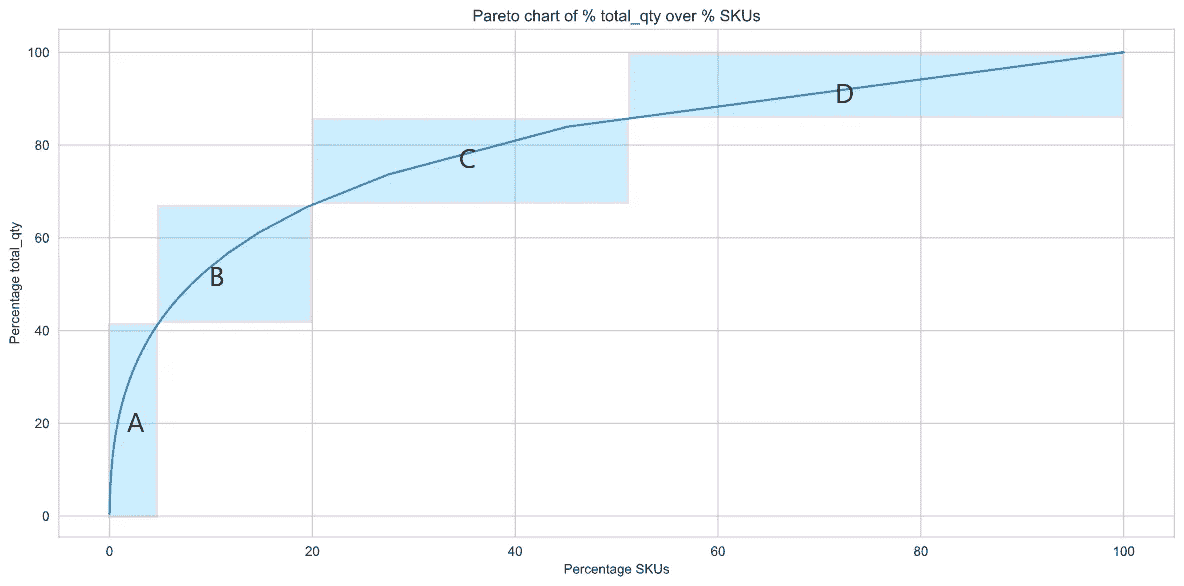 Pareto chart of % total_qty over % SKUs
100
80
60
40
20
0
Percentage total_qty
A
B
C
D
0 20 40 60 80 100
Percentage SKUs